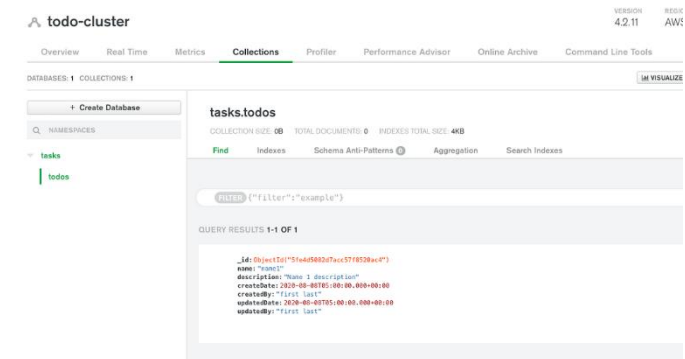 todo-cluster
VERSION
4.2.11
AWS
Overview Real Time Metrics Collections Profiler Performance Advisor Online Archive Command Line Tools
DATABASES: 1 COLLECTIONS: 1
VISUALIZE
+ Create Database
NAMESPACES
tasks
todos
tasks.todos
COLLECTION SIZE: 0B TOTAL DOCUMENTS: 0 INDEXES TOTAL SIZE: 4KB
Find Indexes Schema Anti-Patterns 0 Aggregation Search Indexes
FILTER {"filter":"example"}
QUERY RESULTS 1-1 OF 1
name: "name1"
description: "Name 1 description"
createDate: 2020-08-08T05:00:00.000+00:00
createdBy: "first last"
updatedDate: 2020-08-08T05:00:00.000+00:00
updatedBy: "first last"